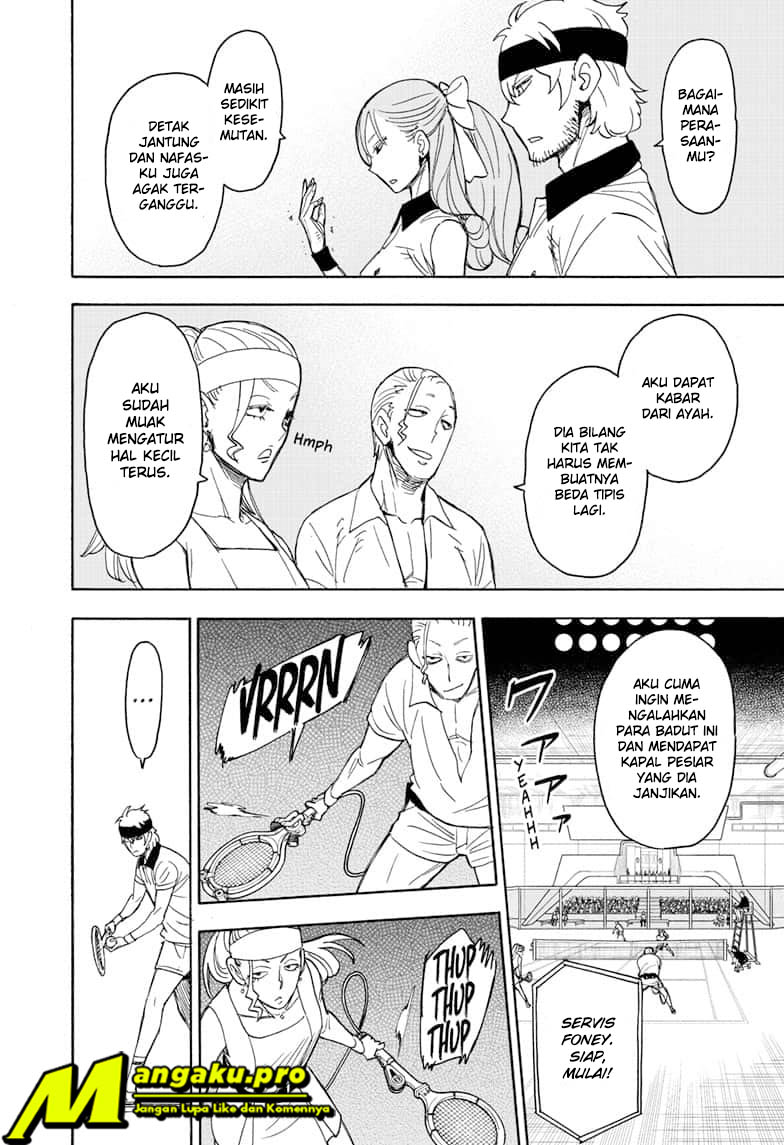 BAGAI-
MANA
PERA-
SAAN-
MU?
MASIH
SEDIKIT
KESE-
MUTAN.
DETAK
JANTUNG
DAN NAFAS-
KU JUGA
AGAK TER-
GANGGU.
AKU DAPAT
KABAR
DARI AYAH.
DIA BILANG
KITA TAK
HARUS MEM-
BUATNYA
BEDA TIPIS
LAGI.
Hmph
AKU
SUDAH
MUAK
MENGATUR
HAL KECIL
TERUS.
AKU CUMA
INGIN ME-
NGALAHKAN
PARA BADUT INI
DAN MENDAPAT
KAPAL PESIAR
YANG DIA
JANJIKAN.
ワアアア
YEAHHH
SERVIS
FONEY.
SIAP,
MULAI!
VRRRN
THUP
THUP
THUP
...
Mangaku.pro
Jangan Lupa Like dan Komennya